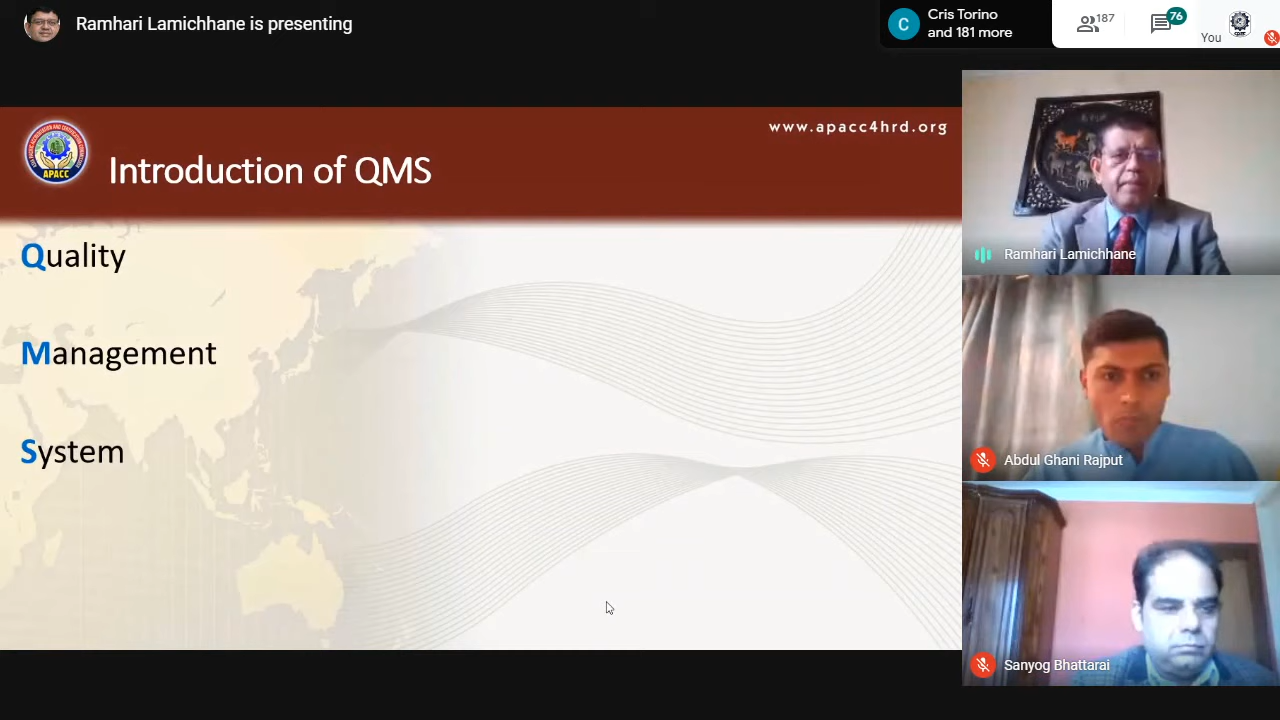 Ramhari Lamichhane is presenting
C
Cris Torino
and 181 more
187
76
You
www.apacc4hrd.org
APACC
Introduction of QMS
Quality
Management
System
Ramhari Lamichhane
Abdul Ghani Rajput
Sanyog Bhattarai